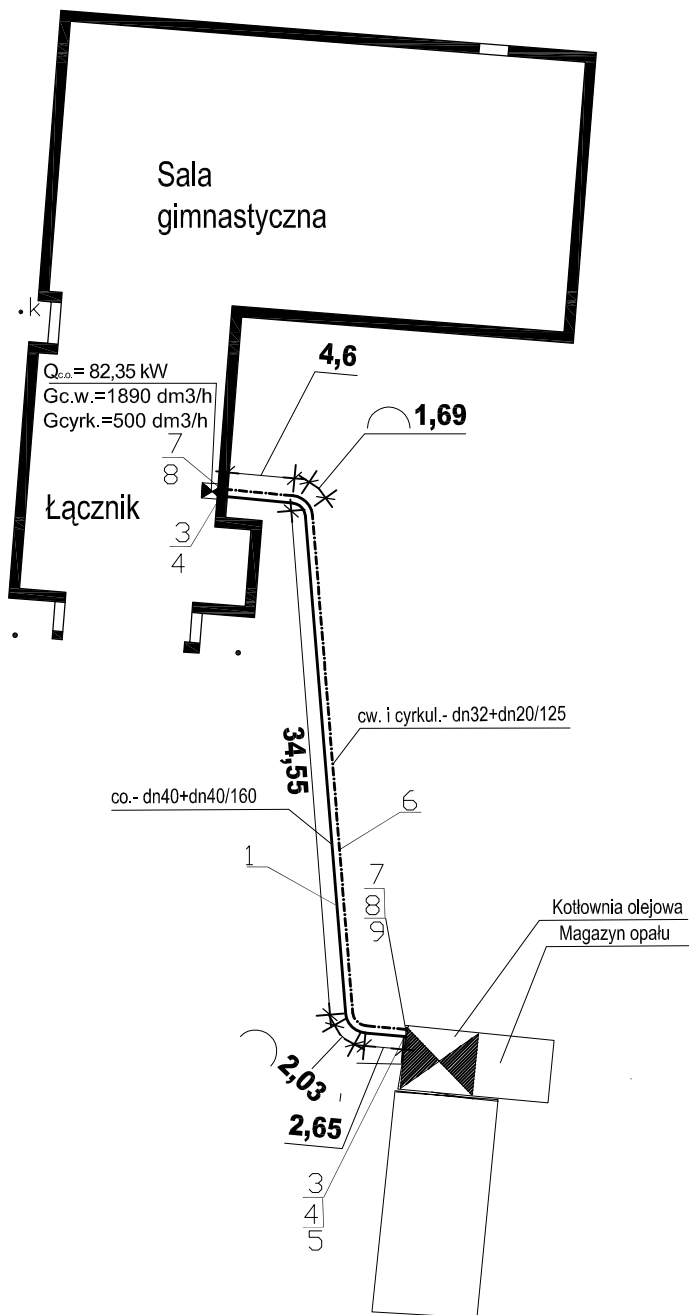 Sala
gimnastyczna
k
4,6
Qc.o.= 82,35 kW
Gc.w.=1890 dm3/h
Gcyrk.=500 dm3/h
1,69
7
8
Łącznik
3
4
cw. i cyrkul.- dn32+dn20/125
34,55
co.- dn40+dn40/160
6
1
7
8
9
Kotłownia olejowa
Magazyn opału
2,03
2,65
3
4
5